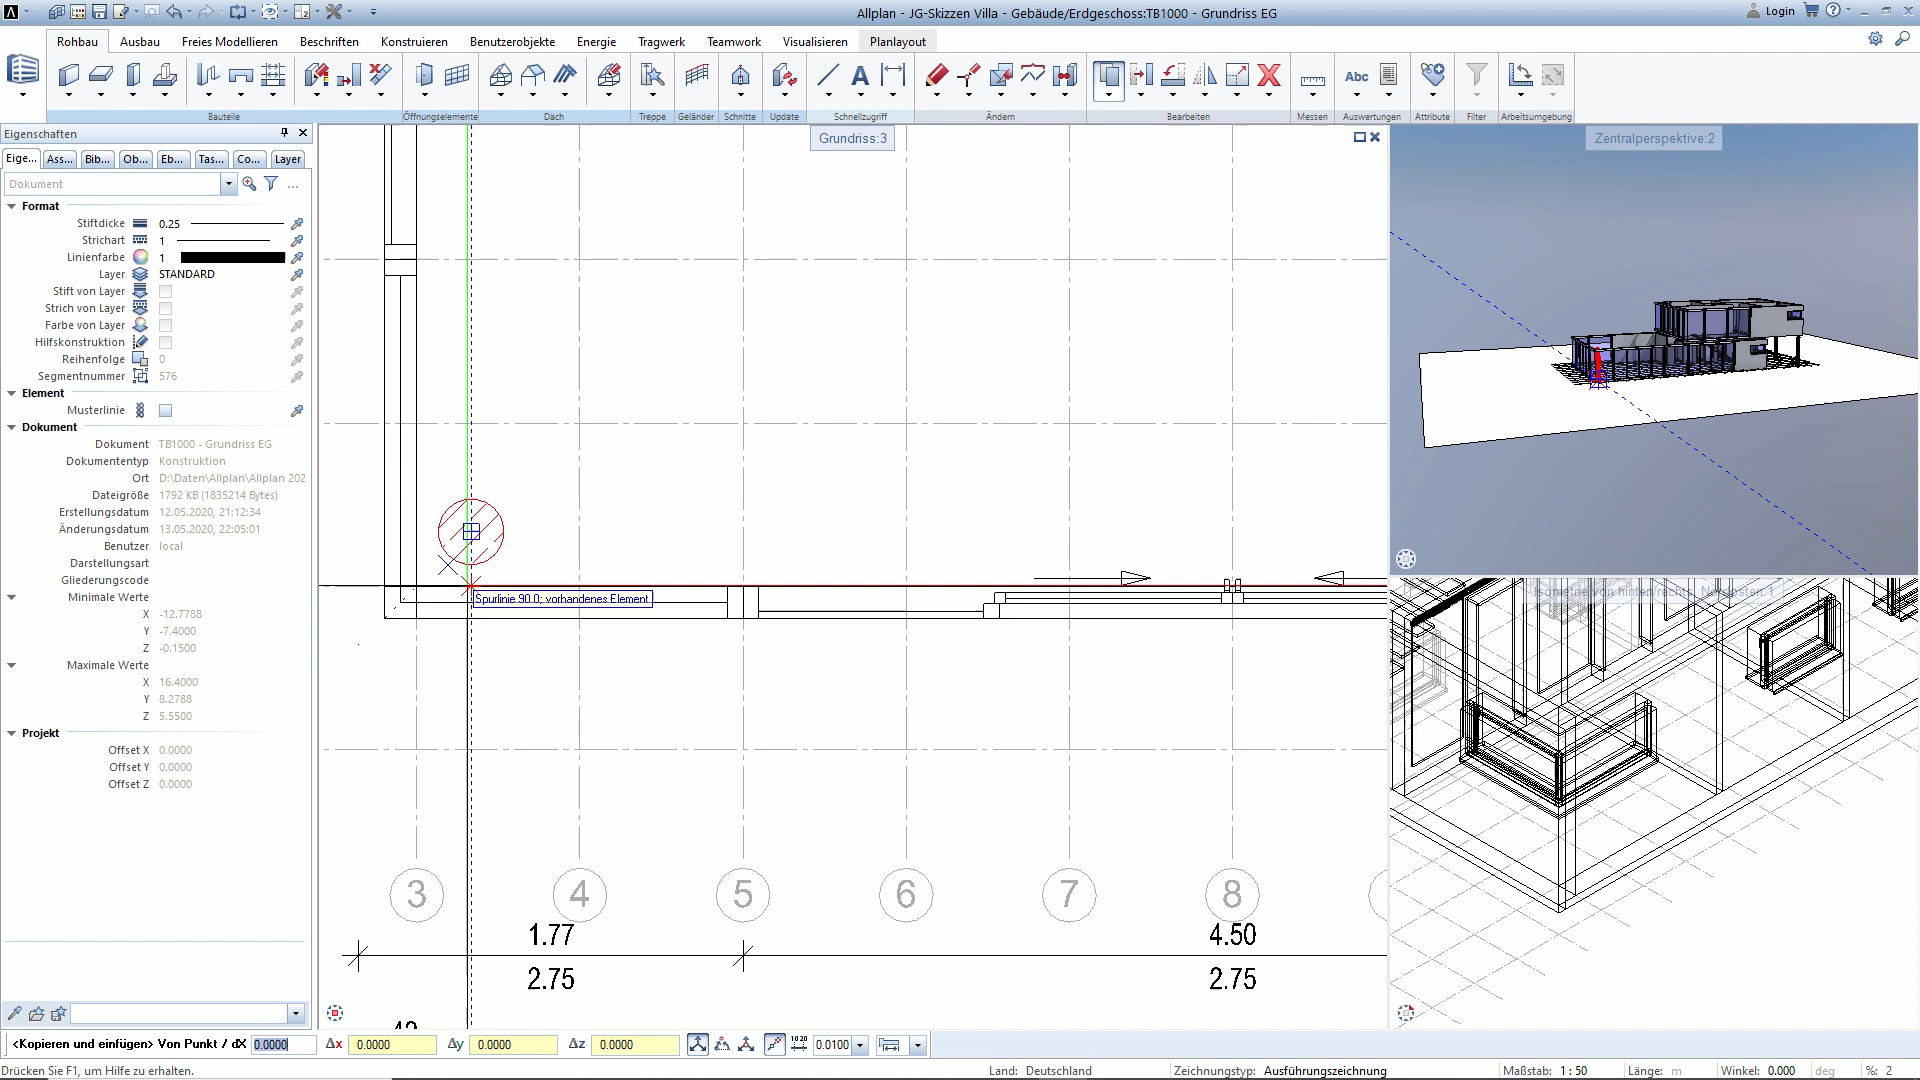 Allplan - JG-Skizzen Villa - Gebäude/Erdgeschoss:TB1000 - Grundriss EG
Login
Rohbau Ausbau Freies Modellieren Beschriften Konstruieren Benutzerobjekte Energie Tragwerk Teamwork Visualisieren Planlayout
Abc
Bauteile Öffnungselemente Dach Treppe Geländer Schnitte Update Schnellzugriff Ändern Bearbeiten Messen Auswertungen Attribute Filter Arbeitsumgebung
Eigenschaften
Eige... Ass... Bib... Ob... Eb... Tas... Co... Layer
Dokument
Format
Stiftdicke 0.25
Strichart 1
Linienfarbe 1
Layer STANDARD
Stift von Layer
Strich von Layer
Farbe von Layer
Hilfskonstruktion
Reihenfolge 0
Segmentnummer 576
Element
Musterlinie
Dokument
Dokument TB1000 - Grundriss EG
Dokumententyp Konstruktion
Ort D:\Daten\Allplan\Allplan 202
Dateigröße 1792 KB (1835214 Bytes)
Erstellungsdatum 12.05.2020, 21:12:34
Änderungsdatum 13.05.2020, 22:05:01
Benutzer local
Darstellungsart
Gliederungscode
Minimale Werte
X -12.7788
Y -7.4000
Z -0.1500
Maximale Werte
X 16.4000
Y 8.2788
Z 5.5500
Projekt
Offset X 0.0000
Offset Y 0.0000
Offset Z 0.0000
Grundriss:3
Spurlinie 90.0; vorhandenes Element
3 4 5 6 7 8
1.77 4.50
2.75 2.75
Zentralperspektive:2
Isometrie von hinten/rechts, Nordosten:1
<Kopieren und einfügen> Von Punkt / dX 0.0000 Δx 0.0000 Δy 0.0000 Δz 0.0000 0.0100
Drücken Sie F1, um Hilfe zu erhalten. Land: Deutschland Zeichnungstyp: Ausführungszeichnung Maßstab: 1 : 50 Länge: m Winkel: 0.000 deg %: 2